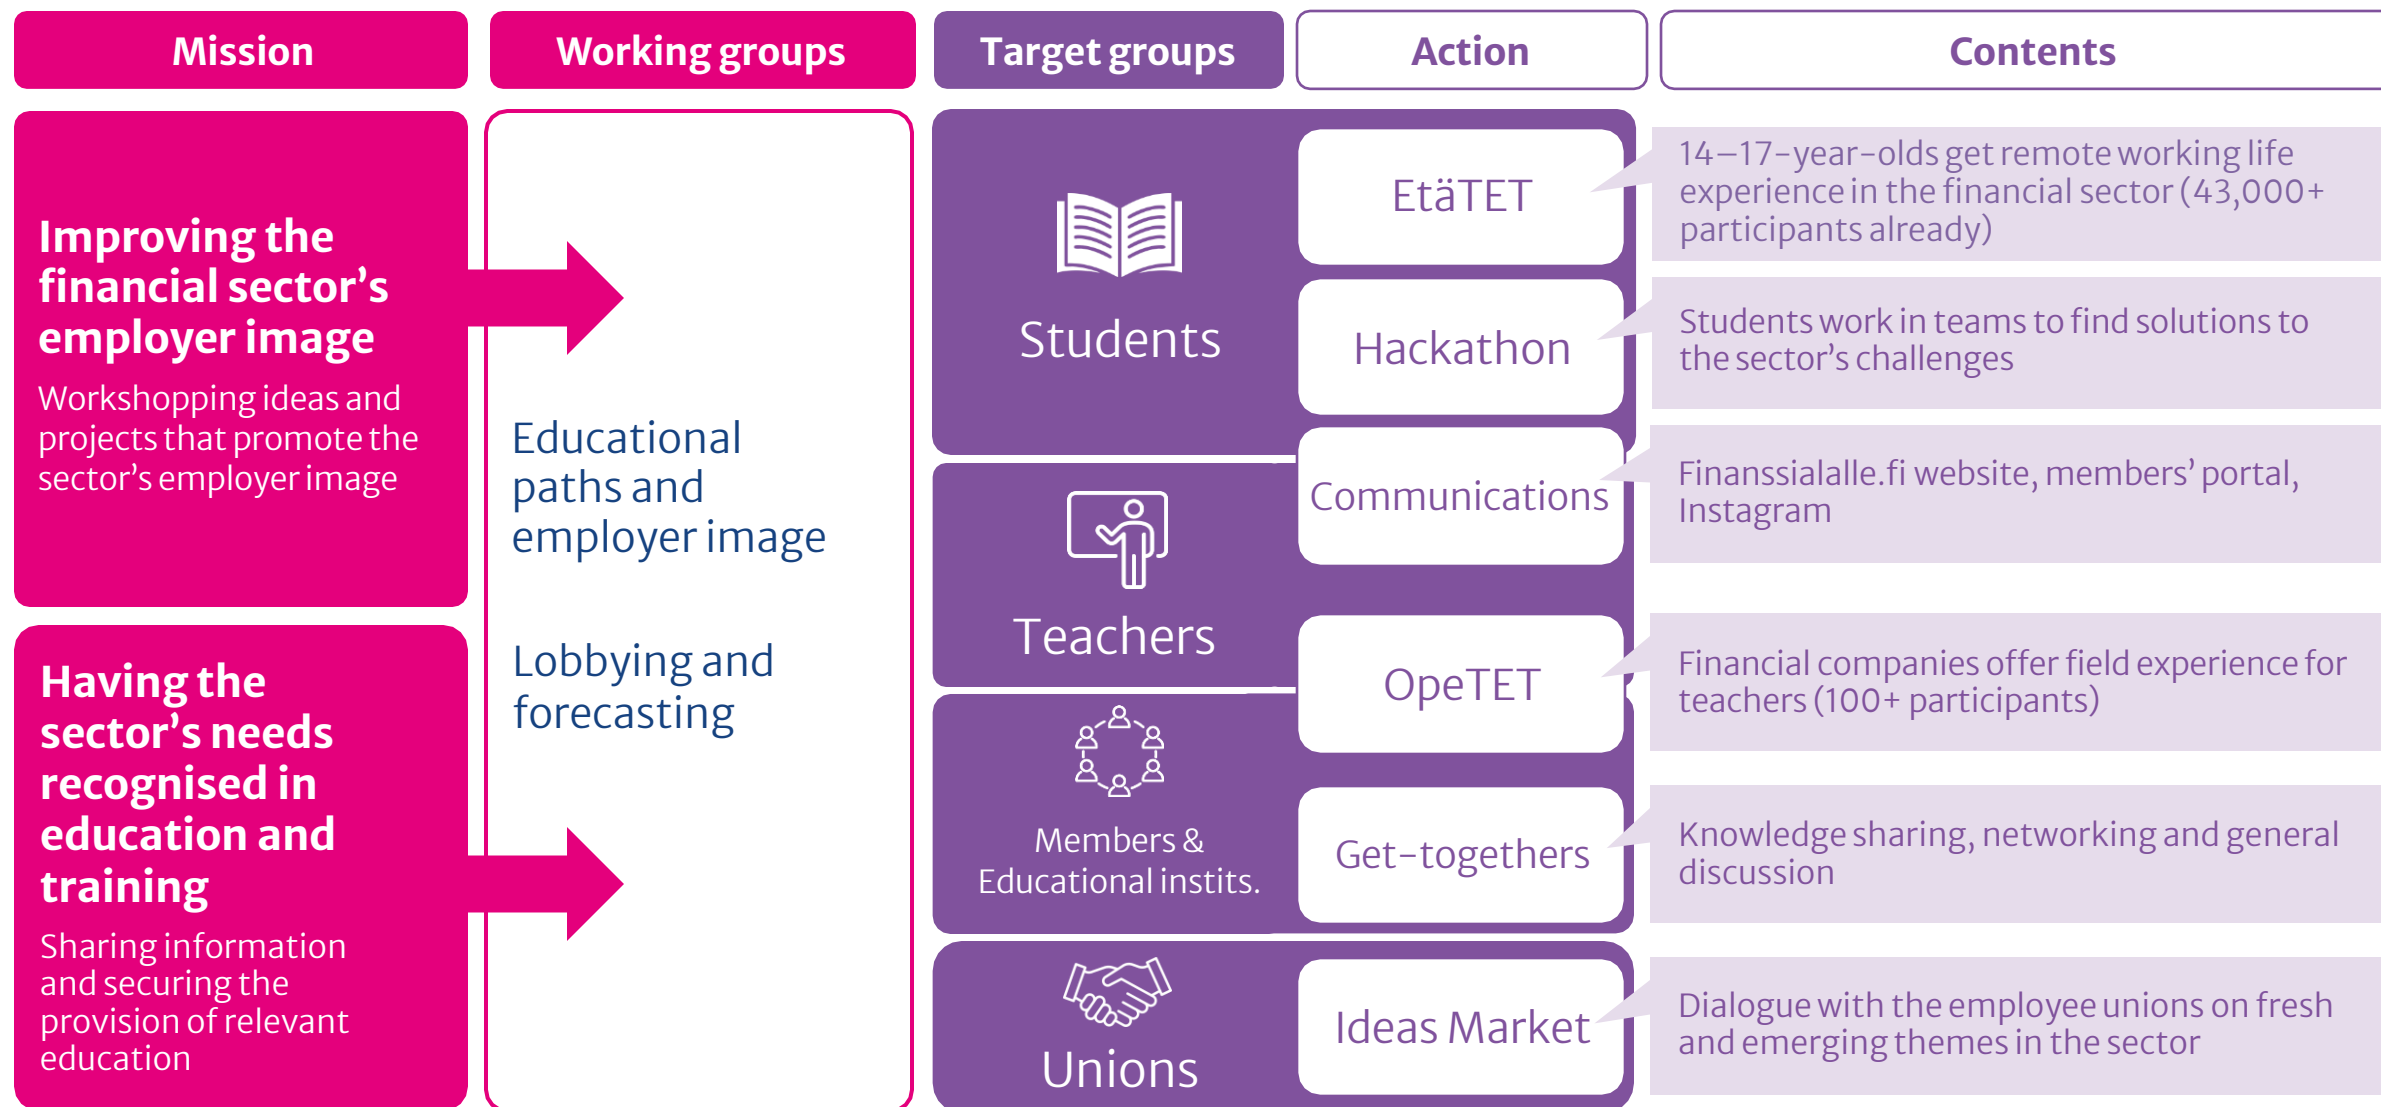 Mission
Working groups
Target groups
Action
Contents
Improving the
financial sector’s
employer image
Workshopping ideas and
projects that promote the
sector’s employer image
Having the
sector’s needs
recognised in
education and
training
Sharing information
and securing the
provision of relevant
education
Educational
paths and
employer image
Lobbying and
forecasting
Students
Teachers
Members &
Educational instits.
Unions
EtäTET
14–17-year-olds get remote working life
experience in the financial sector (43,000+
participants already)
Hackathon
Students work in teams to find solutions to
the sector’s challenges
Communications
Finanssialalle.fi website, members’ portal,
Instagram
OpeTET
Financial companies offer field experience for
teachers (100+ participants)
Get-togethers
Knowledge sharing, networking and general
discussion
Ideas Market
Dialogue with the employee unions on fresh
and emerging themes in the sector